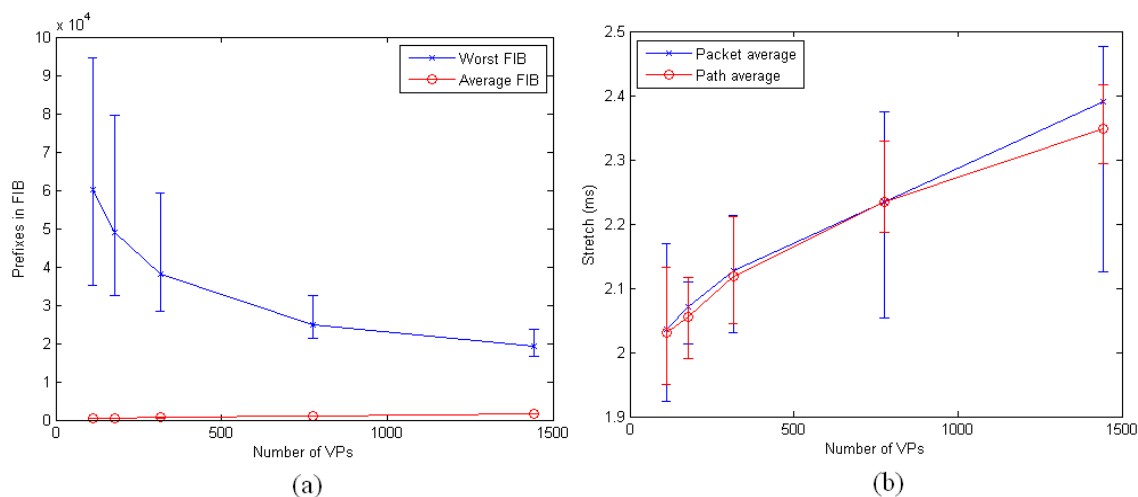 x 10^4
10
9
8
7
6
5
4
3
2
1
0
Prefixes in FIB
Worst FIB
Average FIB
0 500 1000 1500
Number of VPs
(a)
2.5
2.4
2.3
2.2
2.1
2
1.9
Stretch (ms)
Packet average
Path average
0 500 1000 1500
Number of VPs
(b)